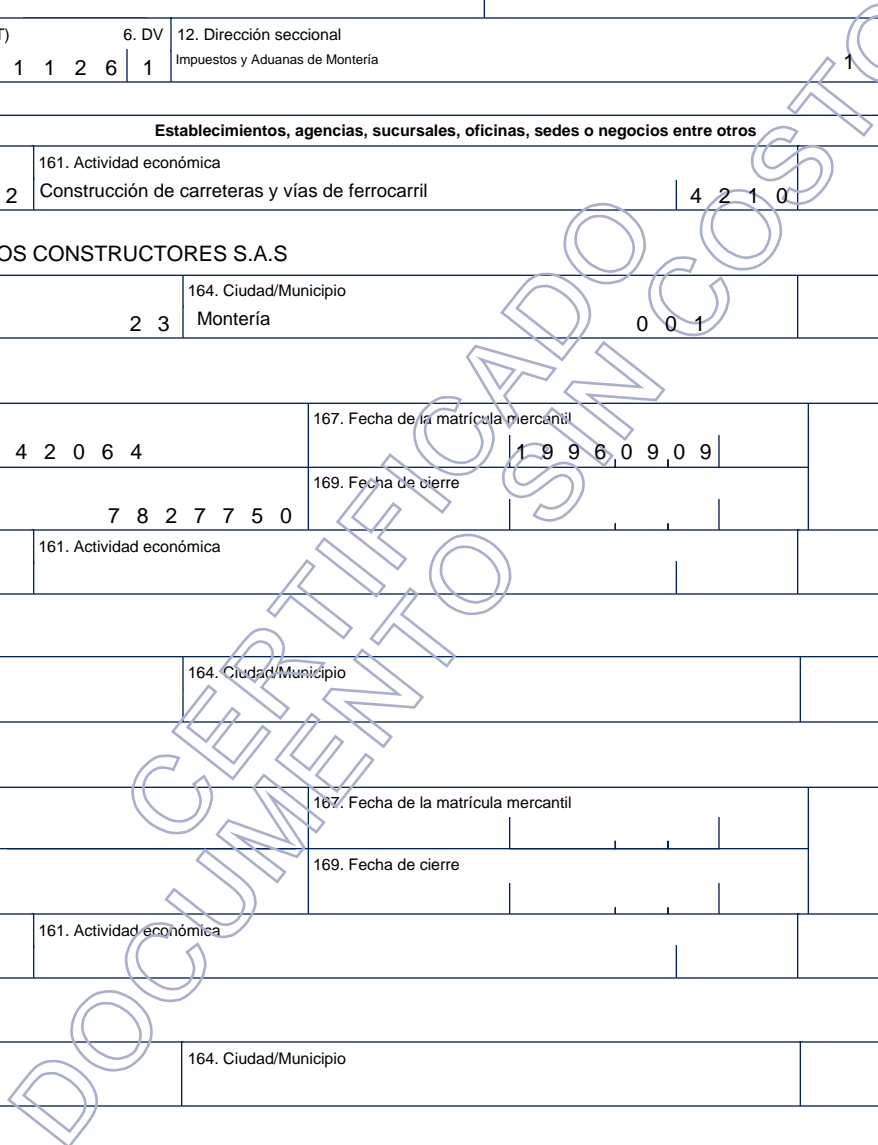 T) 6. DV 12. Dirección seccional
1 1 2 6 1 Impuestos y Aduanas de Montería 1
Establecimientos, agencias, sucursales, oficinas, sedes o negocios entre otros
161. Actividad económica
2 Construcción de carreteras y vías de ferrocarril 4 2 1 0
OS CONSTRUCTORES S.A.S
164. Ciudad/Municipio
2 3 Montería 0 0 1
167. Fecha de la matrícula mercantil
4 2 0 6 4 1 9 9 6 0 9 0 9
169. Fecha de cierre
7 8 2 7 7 5 0
161. Actividad económica
164. Ciudad/Municipio
167. Fecha de la matrícula mercantil
169. Fecha de cierre
161. Actividad económica
164. Ciudad/Municipio
CERTIFICADO
DOCUMENTO SIN COSTO